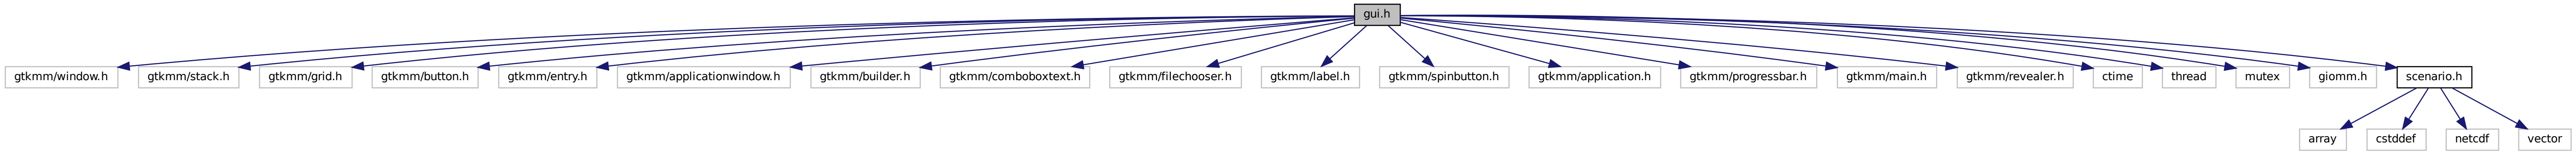 gui.h
gtkmm/window.h
gtkmm/stack.h
gtkmm/grid.h
gtkmm/button.h
gtkmm/entry.h
gtkmm/applicationwindow.h
gtkmm/builder.h
gtkmm/comboboxtext.h
gtkmm/filechooser.h
gtkmm/label.h
gtkmm/spinbutton.h
gtkmm/application.h
gtkmm/progressbar.h
gtkmm/main.h
gtkmm/revealer.h
ctime
thread
mutex
giomm.h
scenario.h
array
cstddef
netcdf
vector